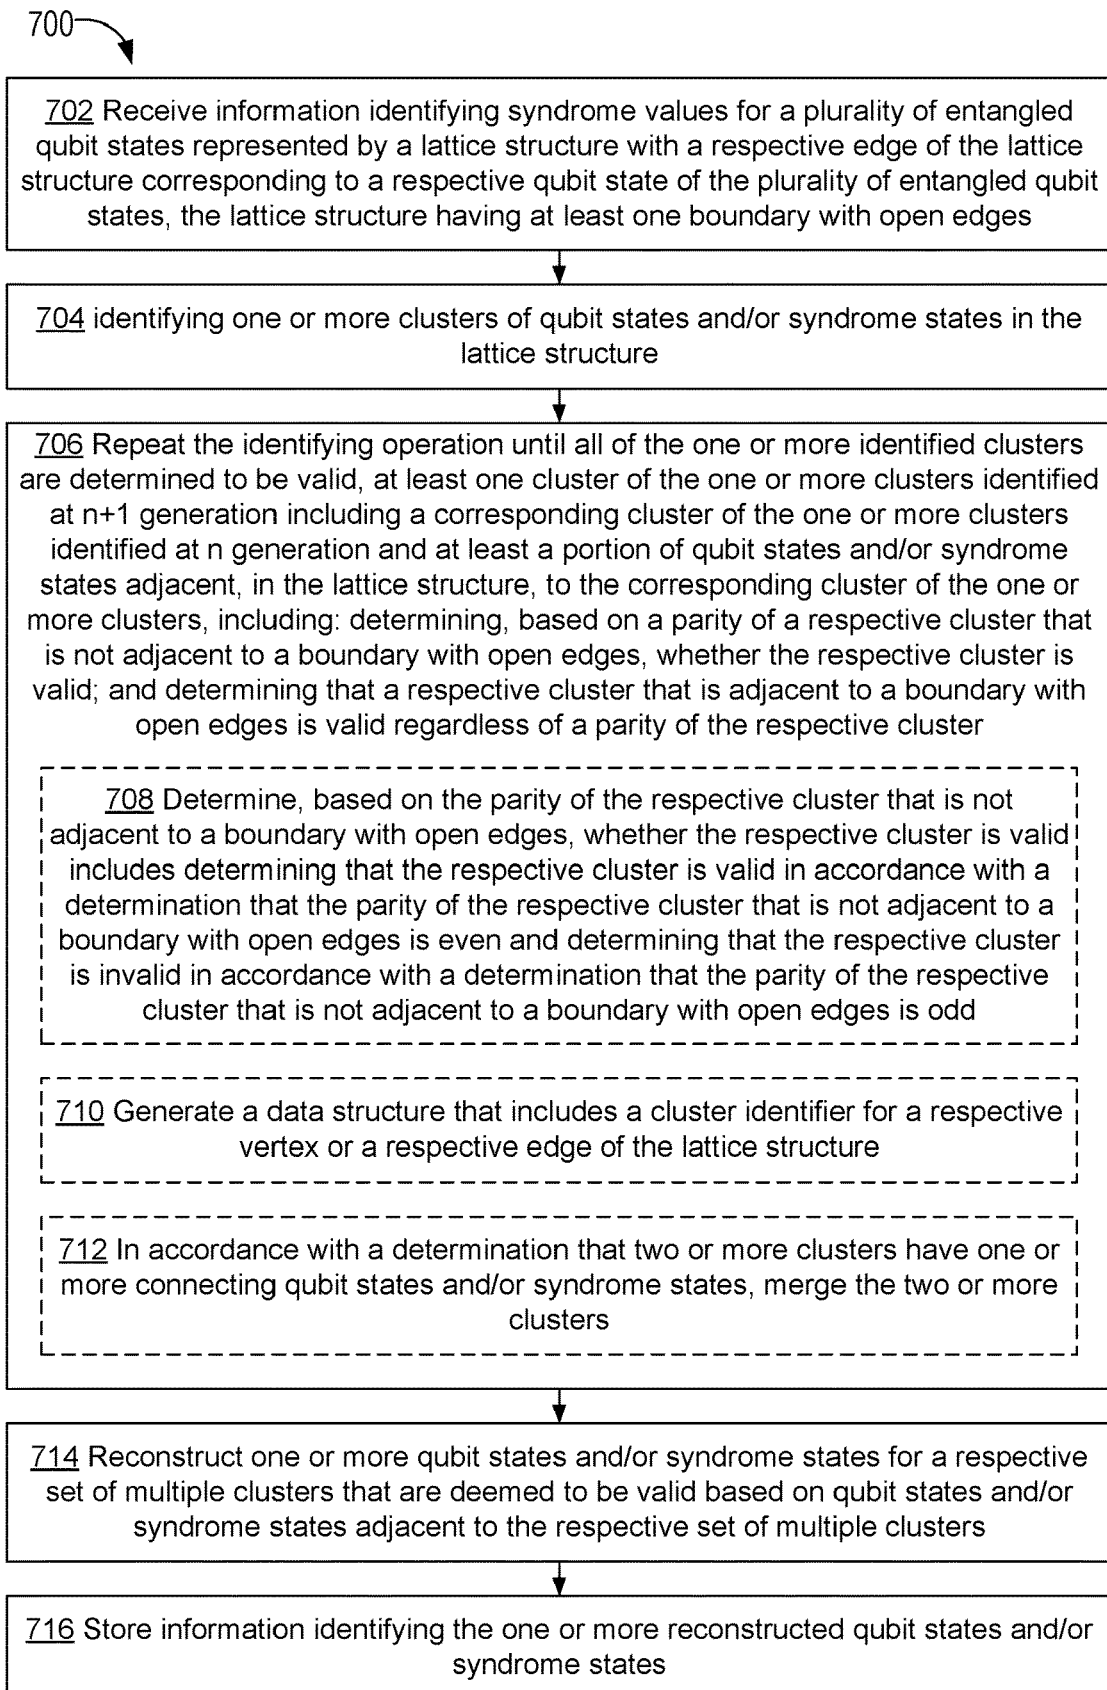 700
702 Receive information identifying syndrome values for a plurality of entangled
qubit states represented by a lattice structure with a respective edge of the lattice
structure corresponding to a respective qubit state of the plurality of entangled qubit
states, the lattice structure having at least one boundary with open edges
704 identifying one or more clusters of qubit states and/or syndrome states in the
lattice structure
706 Repeat the identifying operation until all of the one or more identified clusters
are determined to be valid, at least one cluster of the one or more clusters identified
at n+1 generation including a corresponding cluster of the one or more clusters
identified at n generation and at least a portion of qubit states and/or syndrome
states adjacent, in the lattice structure, to the corresponding cluster of the one or
more clusters, including: determining, based on a parity of a respective cluster that
is not adjacent to a boundary with open edges, whether the respective cluster is
valid; and determining that a respective cluster that is adjacent to a boundary with
open edges is valid regardless of a parity of the respective cluster
708 Determine, based on the parity of the respective cluster that is not
adjacent to a boundary with open edges, whether the respective cluster is valid
includes determining that the respective cluster is valid in accordance with a
determination that the parity of the respective cluster that is not adjacent to a
boundary with open edges is even and determining that the respective cluster
is invalid in accordance with a determination that the parity of the respective
cluster that is not adjacent to a boundary with open edges is odd
710 Generate a data structure that includes a cluster identifier for a respective
vertex or a respective edge of the lattice structure
712 In accordance with a determination that two or more clusters have one or
more connecting qubit states and/or syndrome states, merge the two or more
clusters
714 Reconstruct one or more qubit states and/or syndrome states for a respective
set of multiple clusters that are deemed to be valid based on qubit states and/or
syndrome states adjacent to the respective set of multiple clusters
716 Store information identifying the one or more reconstructed qubit states and/or
syndrome states